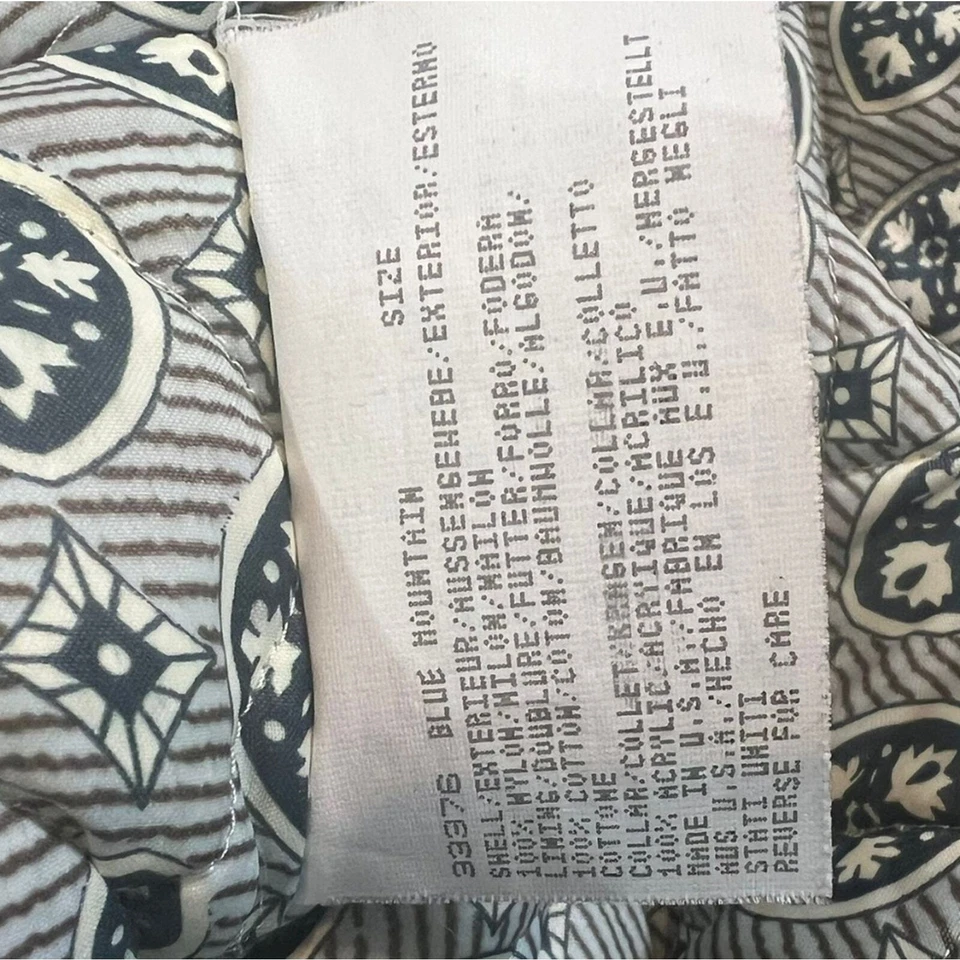 SIZE
33376 BLUE MOUNTAIN
SHELL/EXTERIEUR/AUSSENGEWEBE/EXTERIOR/ESTERNO
100% NYLON/NILON/NAILON
LINING/DOUBLURE/FUTTER/FORRO/FODERA
100% COTTON/COTON/BAUMWOLLE/ALGODON/
COTTONE
COLLAR/COLLET/KRAGEN/COLLAR/COLLETTO
100% ACRYLIC/ACRYLIQUE/ACRILICO
MADE IN U.S.A./FABRIQUE AUX E.U./HERGESTELLT
AUS U.S.A./HECHO EN LOS E.U./FATTO NEGLI
STATI UNITI
REVERSE FOR CARE